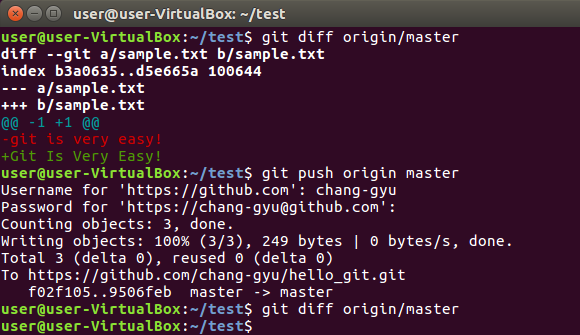 user@user-VirtualBox: ~/test
user@user-VirtualBox:~/test$ git diff origin/master
diff --git a/sample.txt b/sample.txt
index b3a0635..d5e665a 100644
--- a/sample.txt
+++ b/sample.txt
@@ -1 +1 @@
-git is very easy!
+Git Is Very Easy!
user@user-VirtualBox:~/test$ git push origin master
Username for 'https://github.com': chang-gyu
Password for 'https://chang-gyu@github.com':
Counting objects: 3, done.
Writing objects: 100% (3/3), 249 bytes | 0 bytes/s, done.
Total 3 (delta 0), reused 0 (delta 0)
To https://github.com/chang-gyu/hello_git.git
   f02f105..9506feb  master -> master
user@user-VirtualBox:~/test$ git diff origin/master
user@user-VirtualBox:~/test$